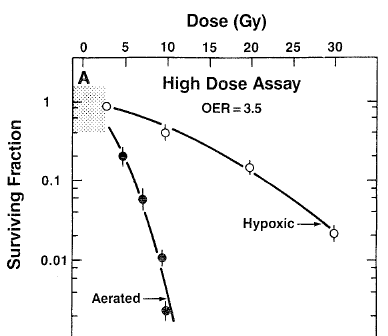 Dose (Gy)
0 5 10 15 20 25 30
A
High Dose Assay
OER = 3.5
1
0.1
0.01
Surviving Fraction
Hypoxic
Aerated